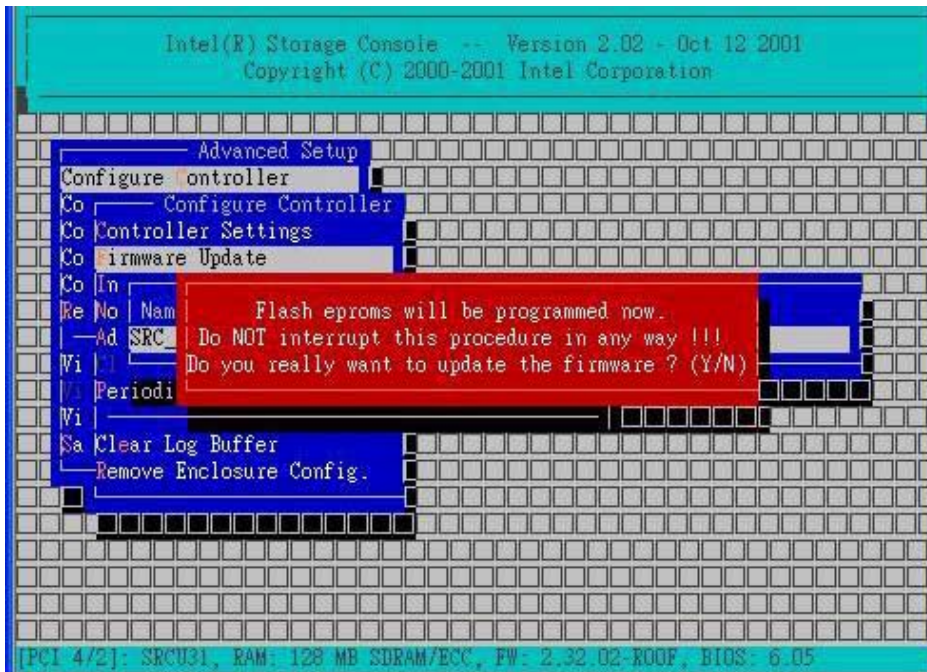 Intel(R) Storage Console -- Version 2.02 - Oct 12 2001
Copyright (C) 2000-2001 Intel Corporation
Advanced Setup
Configure Controller
Co
Configure Controller
Co
Controller Settings
Co
Firmware Update
Co
In
Re
No
Nam
Flash eproms will be programmed now.
Ad
SRC_
Do NOT interrupt this procedure in any way !!!
Vi
Cl
Do you really want to update the firmware ? (Y/N)
Vi
Periodi
Vi
Sa
Clear Log Buffer
Remove Enclosure Config.
[PCI 4/2]: SRCU31, RAM: 128 MB SDRAM/ECC, FW: 2.32.02-R00F, BIOS: 6.05